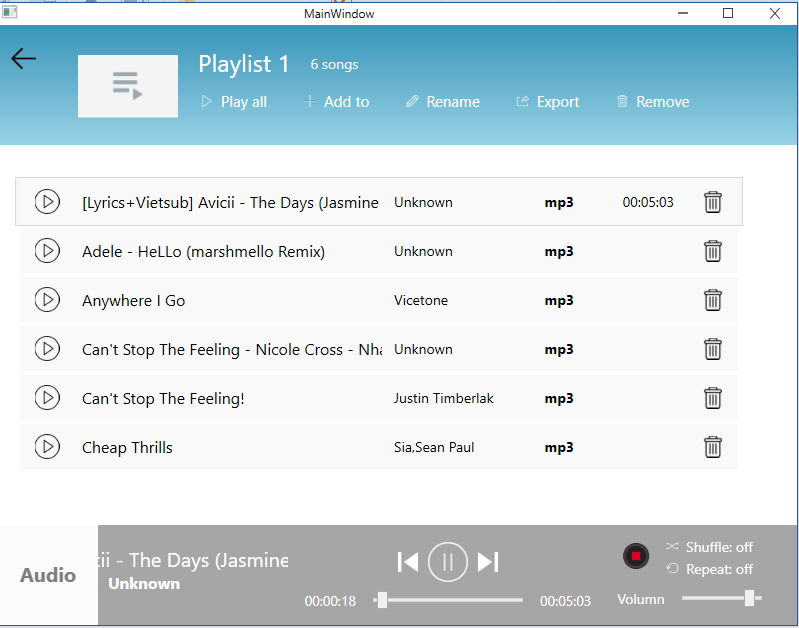 MainWindow
Playlist 1 6 songs
Play all Add to Rename Export Remove
[Lyrics+Vietsub] Avicii - The Days (Jasmine Unknown mp3 00:05:03
Adele - HeLLo (marshmello Remix) Unknown mp3
Anywhere I Go Vicetone mp3
Can't Stop The Feeling - Nicole Cross - Nha Unknown mp3
Can't Stop The Feeling! Justin Timberlak mp3
Cheap Thrills Sia,Sean Paul mp3
Audio
cii - The Days (Jasmine
Unknown
00:00:18 00:05:03
Shuffle: off
Repeat: off
Volumn